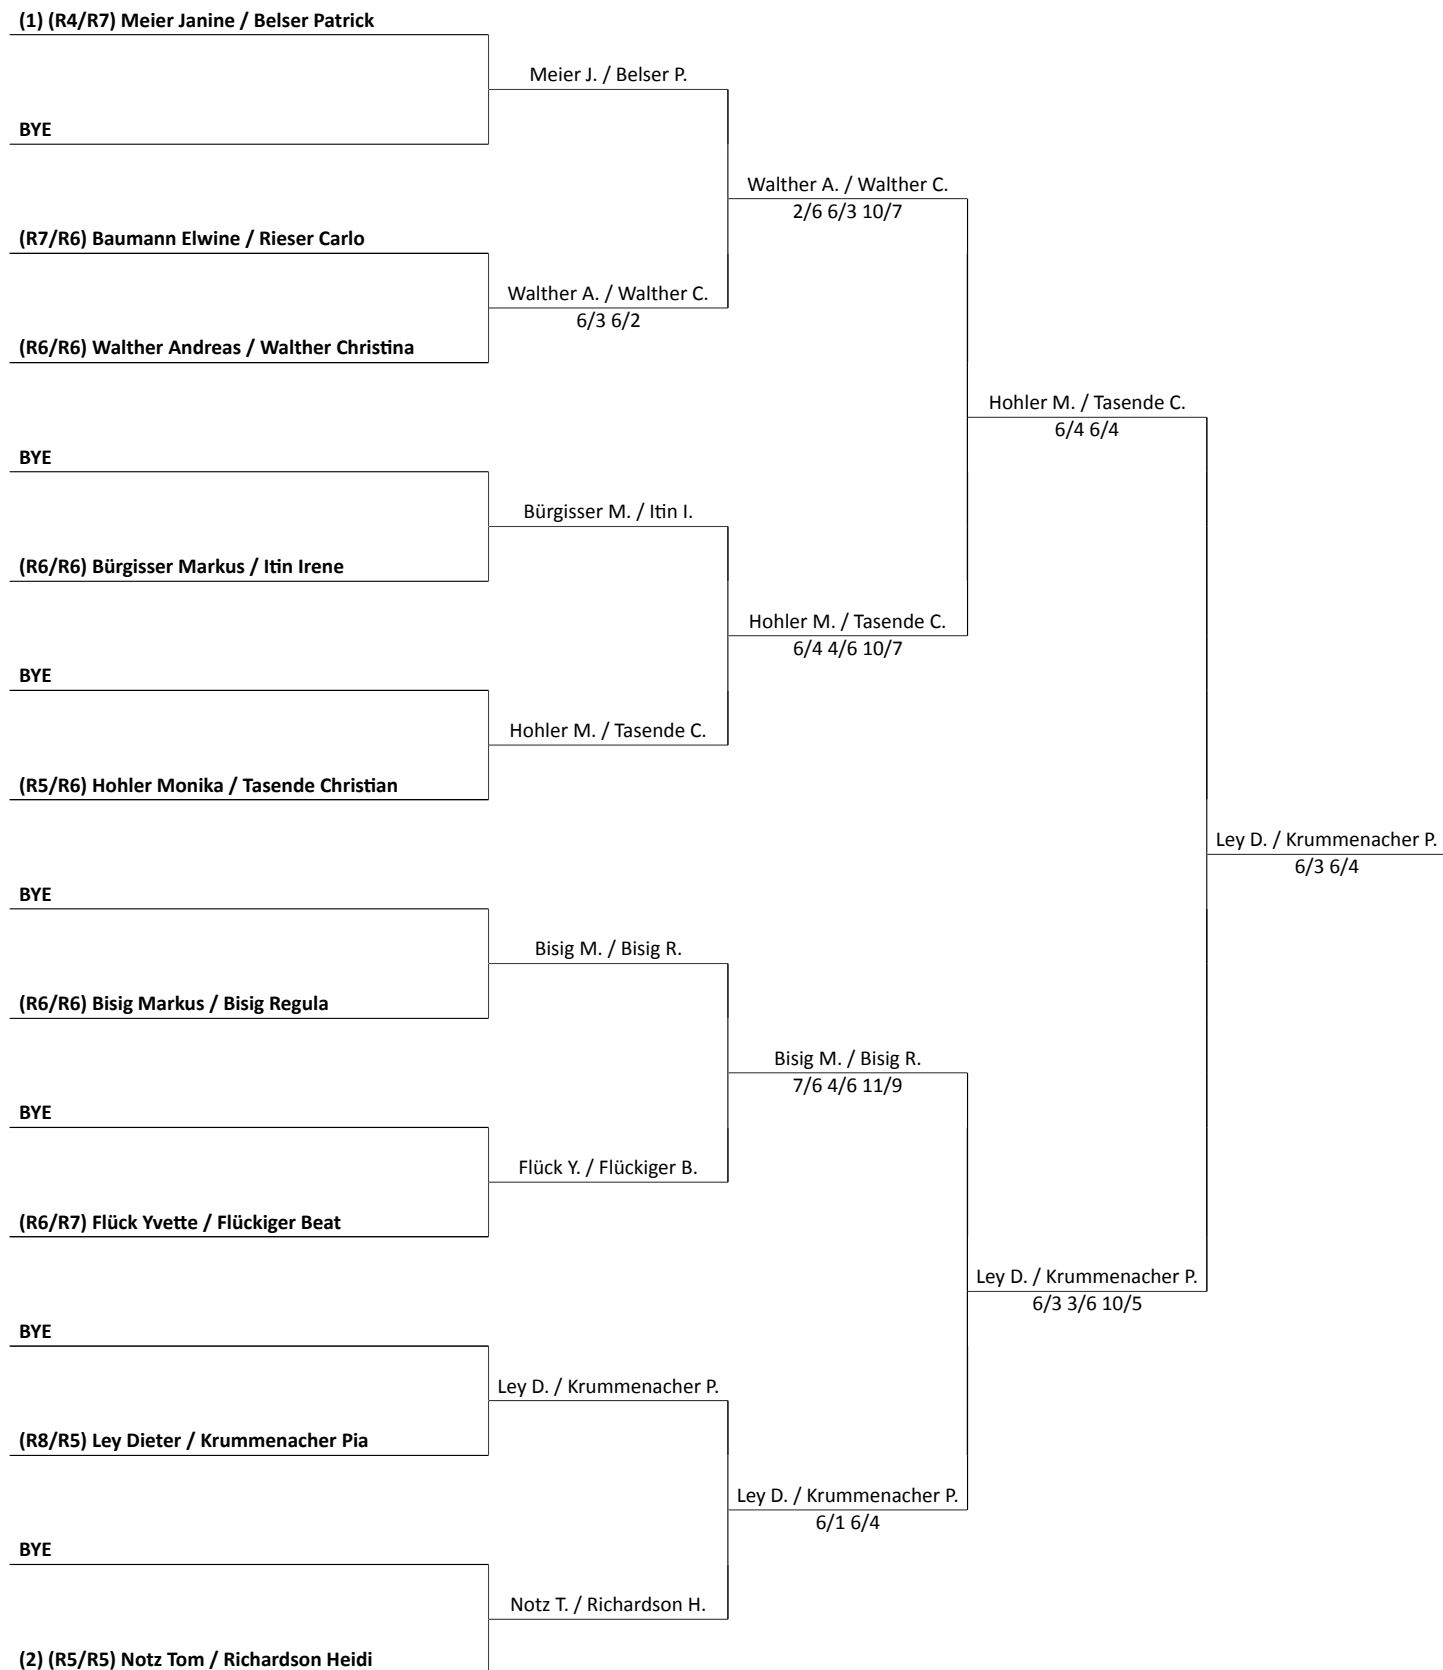 (1) (R4/R7) Meier Janine / Belser Patrick
Meier J. / Belser P.
BYE
Walther A. / Walther C.
2/6 6/3 10/7
(R7/R6) Baumann Elwine / Rieser Carlo
Walther A. / Walther C.
6/3 6/2
(R6/R6) Walther Andreas / Walther Christina
Hohler M. / Tasende C.
6/4 6/4
BYE
Bürgisser M. / Itin I.
(R6/R6) Bürgisser Markus / Itin Irene
Hohler M. / Tasende C.
6/4 4/6 10/7
BYE
Hohler M. / Tasende C.
(R5/R6) Hohler Monika / Tasende Christian
Ley D. / Krummenacher P.
6/3 6/4
BYE
Bisig M. / Bisig R.
(R6/R6) Bisig Markus / Bisig Regula
Bisig M. / Bisig R.
7/6 4/6 11/9
BYE
Flück Y. / Flückiger B.
(R6/R7) Flück Yvette / Flückiger Beat
Ley D. / Krummenacher P.
6/3 3/6 10/5
BYE
Ley D. / Krummenacher P.
(R8/R5) Ley Dieter / Krummenacher Pia
Ley D. / Krummenacher P.
6/1 6/4
BYE
Notz T. / Richardson H.
(2) (R5/R5) Notz Tom / Richardson Heidi